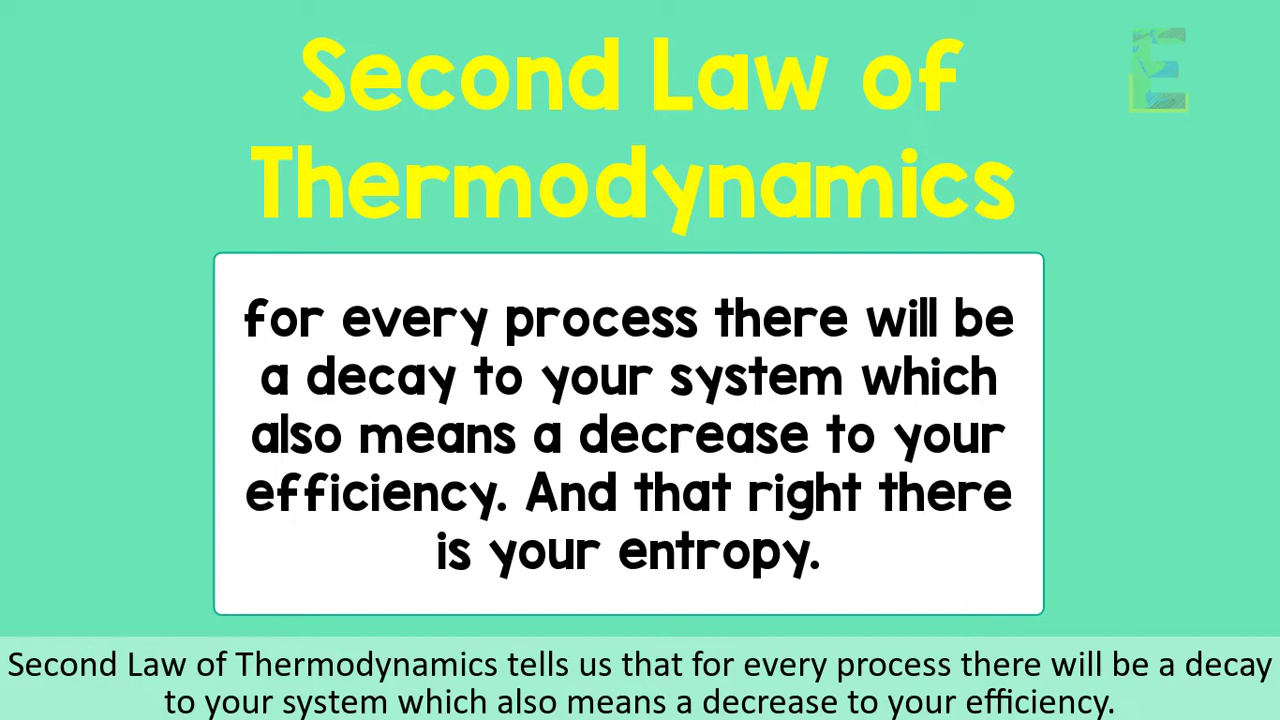 Second Law of
Thermodynamics
E
for every process there will be
a decay to your system which
also means a decrease to your
efficiency. And that right there
is your entropy.
Second Law of Thermodynamics tells us that for every process there will be a decay
to your system which also means a decrease to your efficiency.